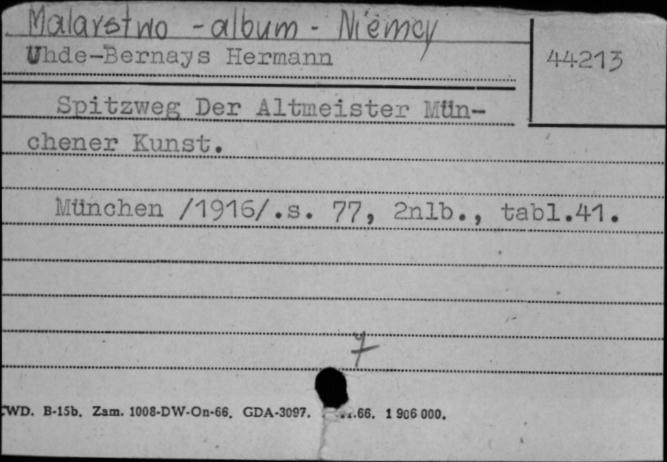 Malarstwo - album - Niemcy
Uhde-Bernays Hermann
44213
Spitzweg Der Altmeister Mün-
chener Kunst.
München /1916/.s. 77, 2nlb., tabl.41.
7
WD. B-15b. Zam. 1008-DW-On-66. GDA-3097. .66. 1 906 000.